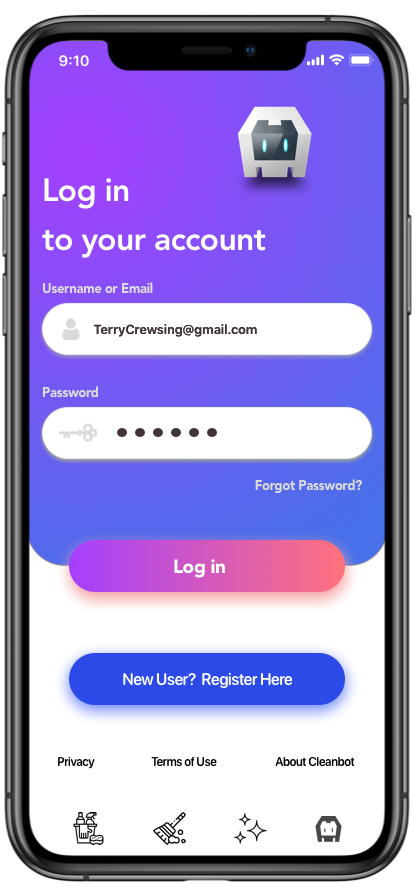 9:10
Log in
to your account
Username or Email
TerryCrewsing@gmail.com
Password
Forgot Password?
Log in
New User? Register Here
Privacy Terms of Use About Cleanbot